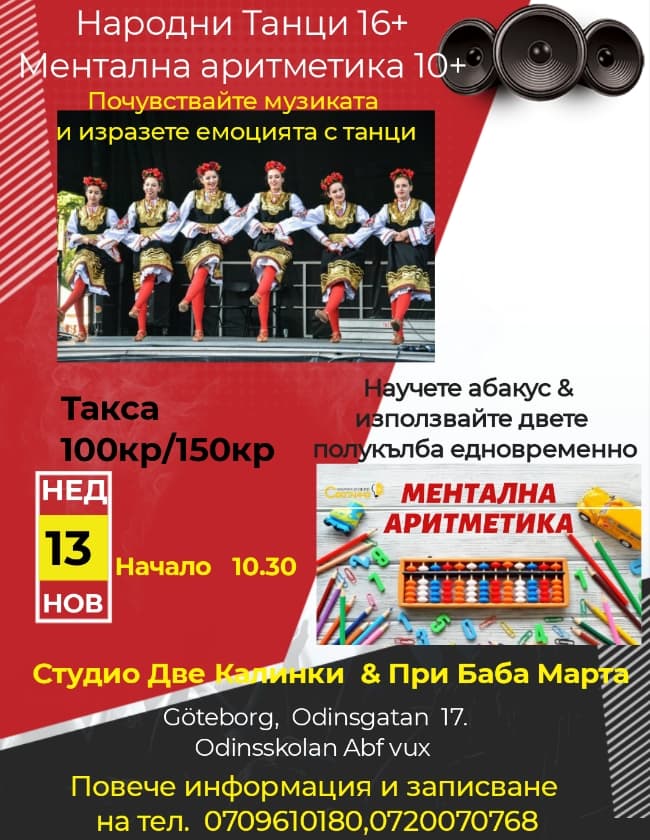 Народни Танци 16+
Ментална аритметика 10+
Почувствайте музиката
и изразете емоцията с танци
Такса
100кр/150кр
Научете абакус &
използвайте двете
полукълба едновременно
НЕД
13
НОВ
Начало 10.30
МЕНТАЛНА
АРИТМЕТИКА
Студио Две Калинки & При Баба Марта
Göteborg, Odinsgatan 17.
Odinsskolan Abf vux
Повече информация и записване
на тел. 0709610180,0720070768